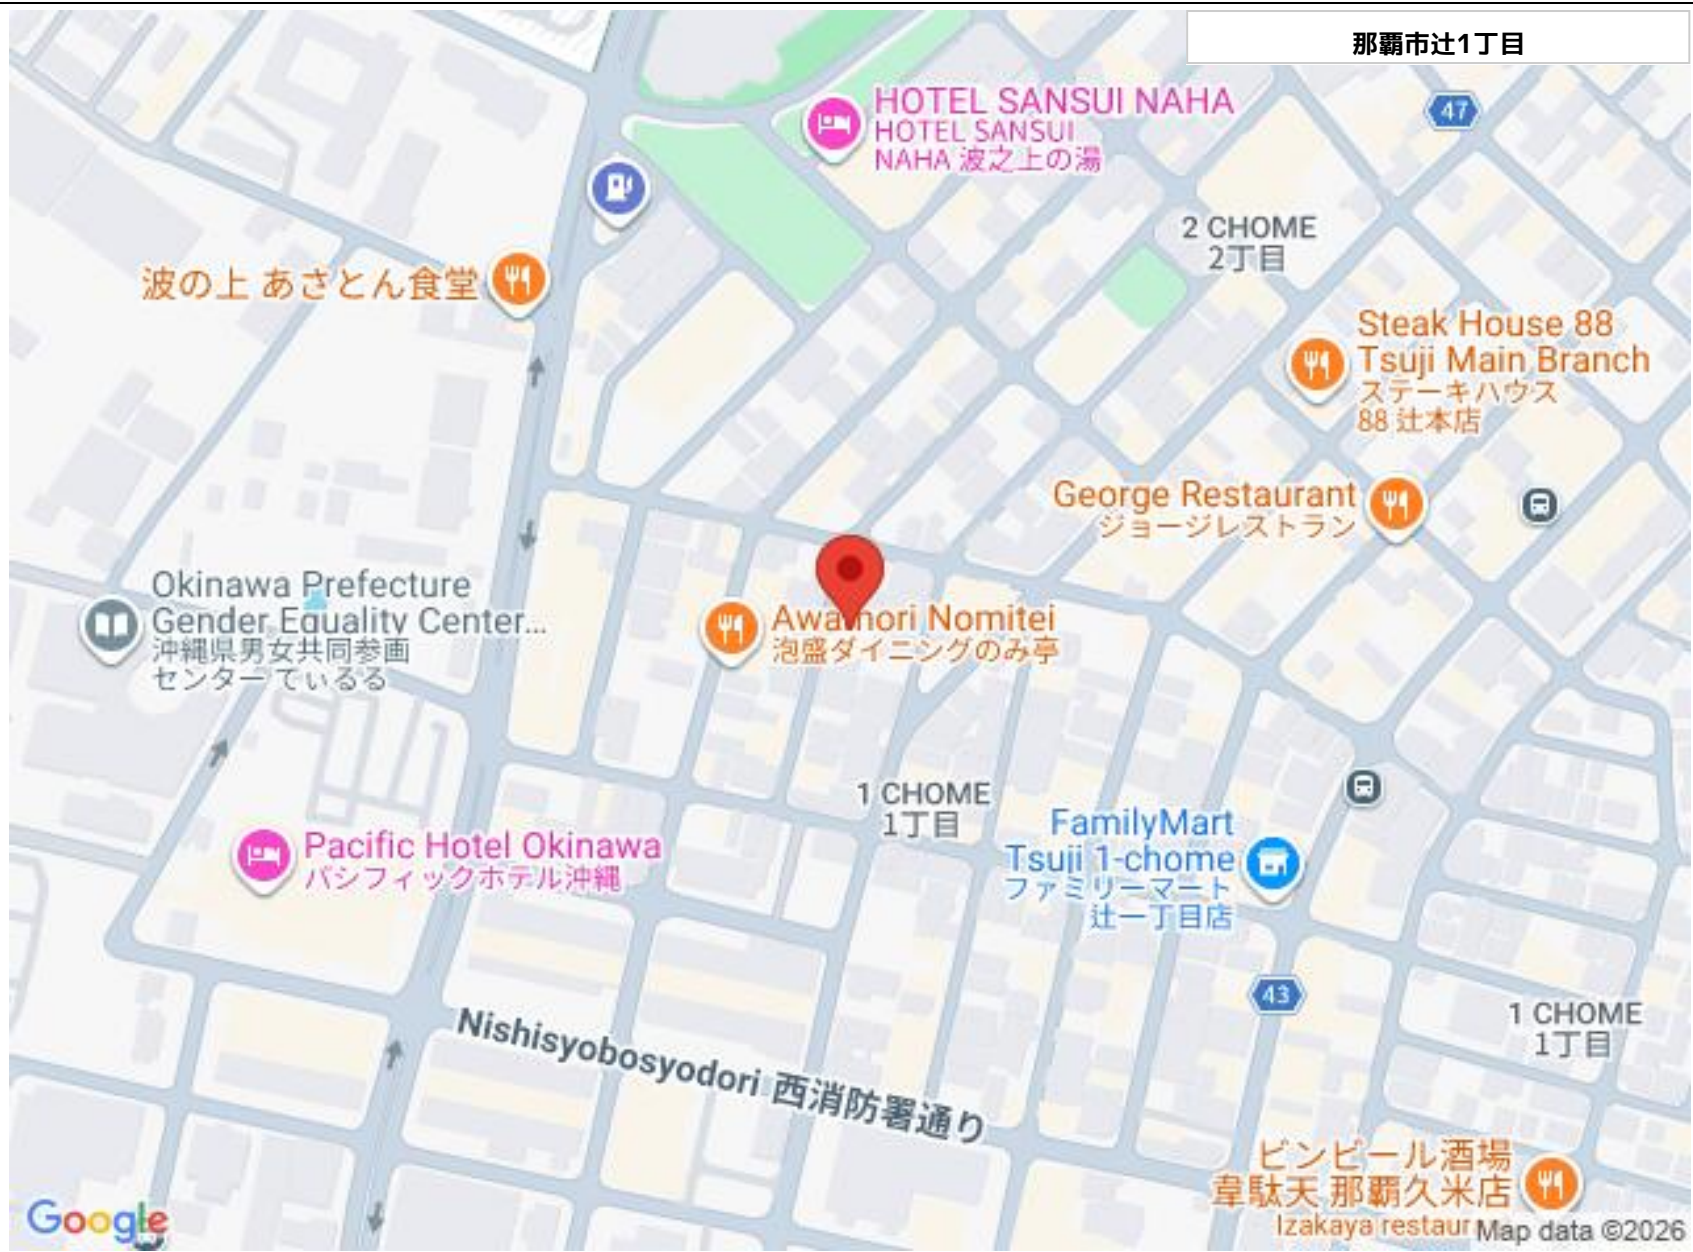 那覇市辻1丁目
HOTEL SANSUI NAHA
HOTEL SANSUI
NAHA 波之上の湯
47
2 CHOME
2丁目
波の上 あさとん食堂
Steak House 88
Tsuji Main Branch
ステーキハウス
88 辻本店
George Restaurant
ジョージレストラン
Okinawa Prefecture
Gender Equality Center...
沖縄県男女共同参画
センター てぃるる
Awamori Nomitei
泡盛ダイニングのみ亭
1 CHOME
1丁目
FamilyMart
Tsuji 1-chome
ファミリーマート
辻一丁目店
Pacific Hotel Okinawa
パシフィックホテル沖縄
43
1 CHOME
1丁目
Nishisyobosyodori 西消防署通り
ビンビール酒場
韋駄天 那覇久米店
Izakaya restaur
Google
Map data ©2026